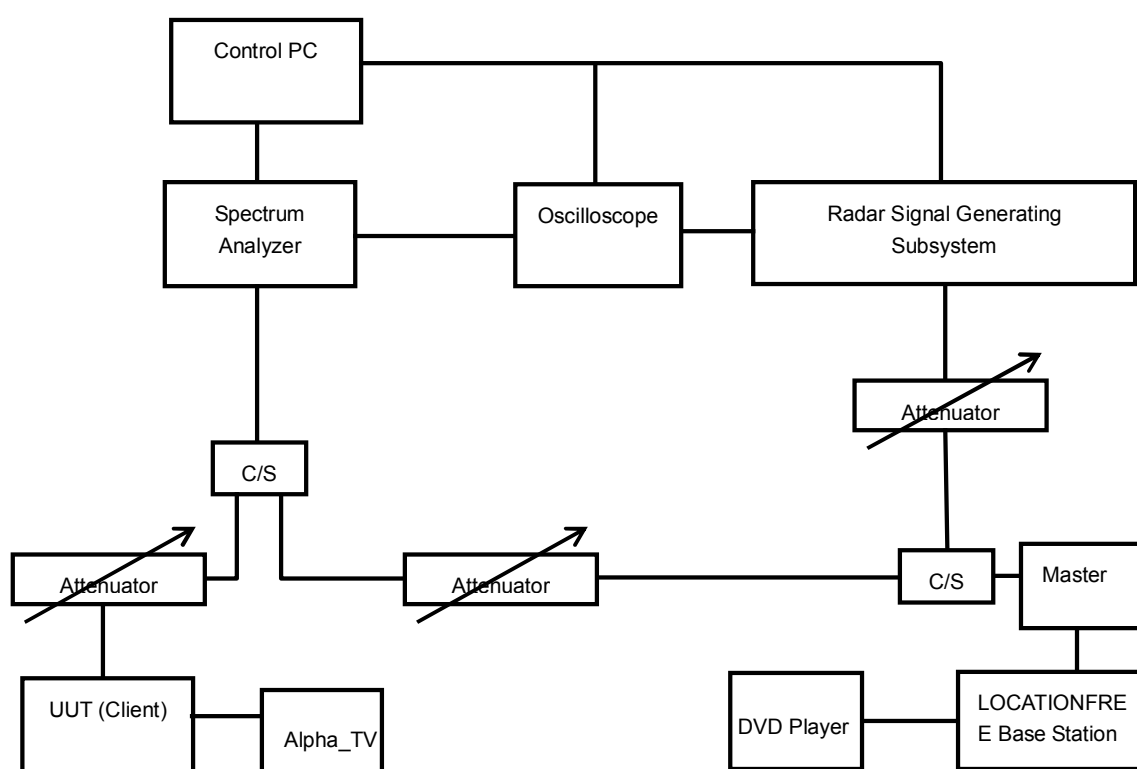 Control PC
Spectrum
Analyzer
Oscilloscope
Radar Signal Generating
Subsystem
Attenuator
C/S
Attenuator
Attenuator
C/S
Master
UUT (Client)
Alpha_TV
DVD Player
LOCATIONFRE
E Base Station